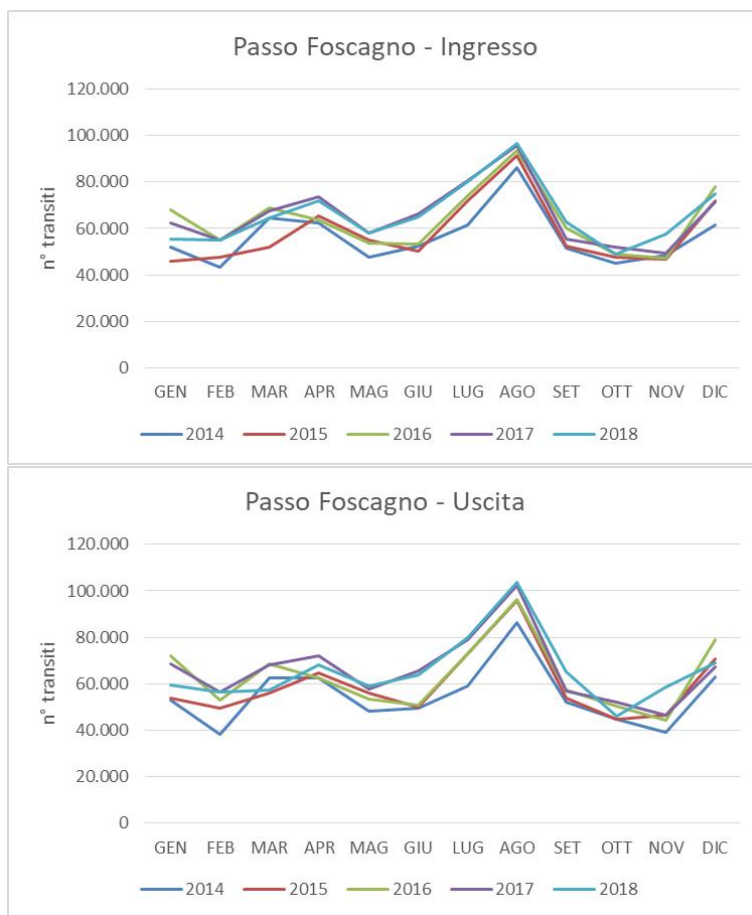 Passo Foscagno - Ingresso
120.000
100.000
80.000
60.000
40.000
20.000
0
n° transiti
GEN FEB MAR APR MAG GIU LUG AGO SET OTT NOV DIC
2014 2015 2016 2017 2018
Passo Foscagno - Uscita
120.000
100.000
80.000
60.000
40.000
20.000
0
n° transiti
GEN FEB MAR APR MAG GIU LUG AGO SET OTT NOV DIC
2014 2015 2016 2017 2018